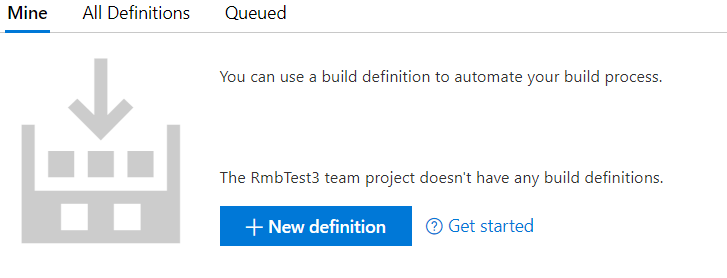 Mine All Definitions Queued
You can use a build definition to automate your build process.
The RmbTest3 team project doesn't have any build definitions.
+ New definition Get started